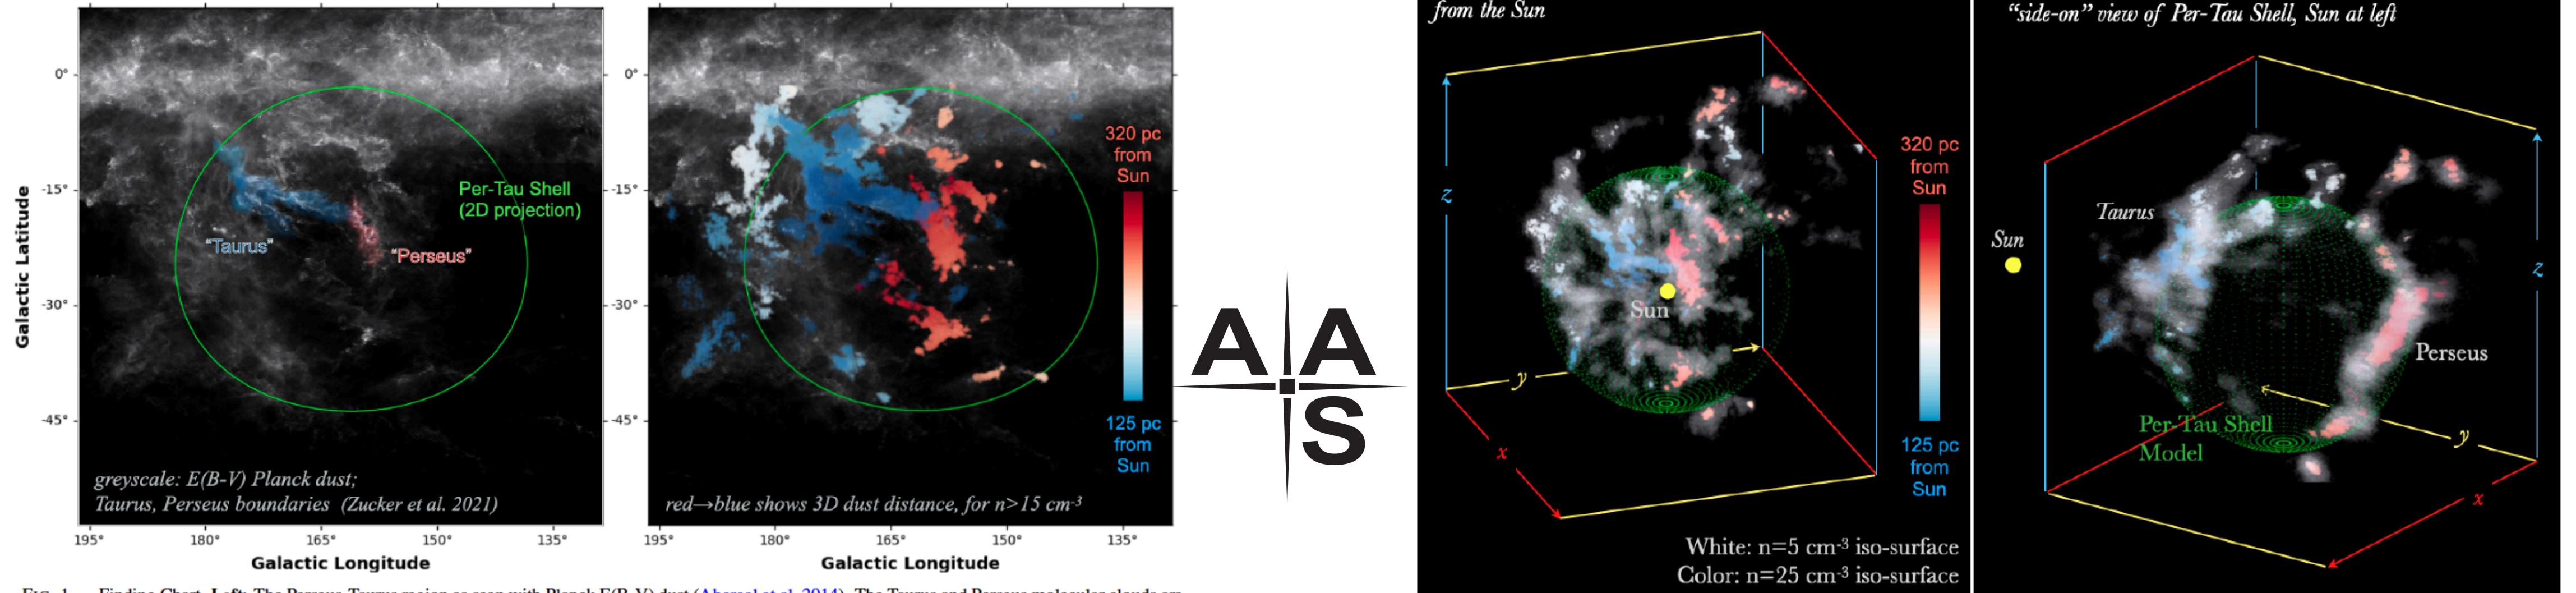 0°
-15°
-30°
-45°
Galactic Latitude
Per-Tau Shell
(2D projection)
"Taurus"
"Perseus"
greyscale: E(B-V) Planck dust;
Taurus, Perseus boundaries (Zucker et al. 2021)
195°
180°
165°
150°
135°
Galactic Longitude
0°
-15°
-30°
-45°
320 pc
from
Sun
125 pc
from
Sun
red→blue shows 3D dust distance, for n>15 cm-3
195°
180°
165°
150°
135°
Galactic Longitude
A A
S
from the Sun
z
y
x
Sun
320 pc
from
Sun
125 pc
from
Sun
White: n=5 cm-3 iso-surface
Color: n=25 cm-3 iso-surface
"side-on" view of Per-Tau Shell, Sun at left
Taurus
Sun
z
Perseus
Per-Tau Shell
Model
y
x